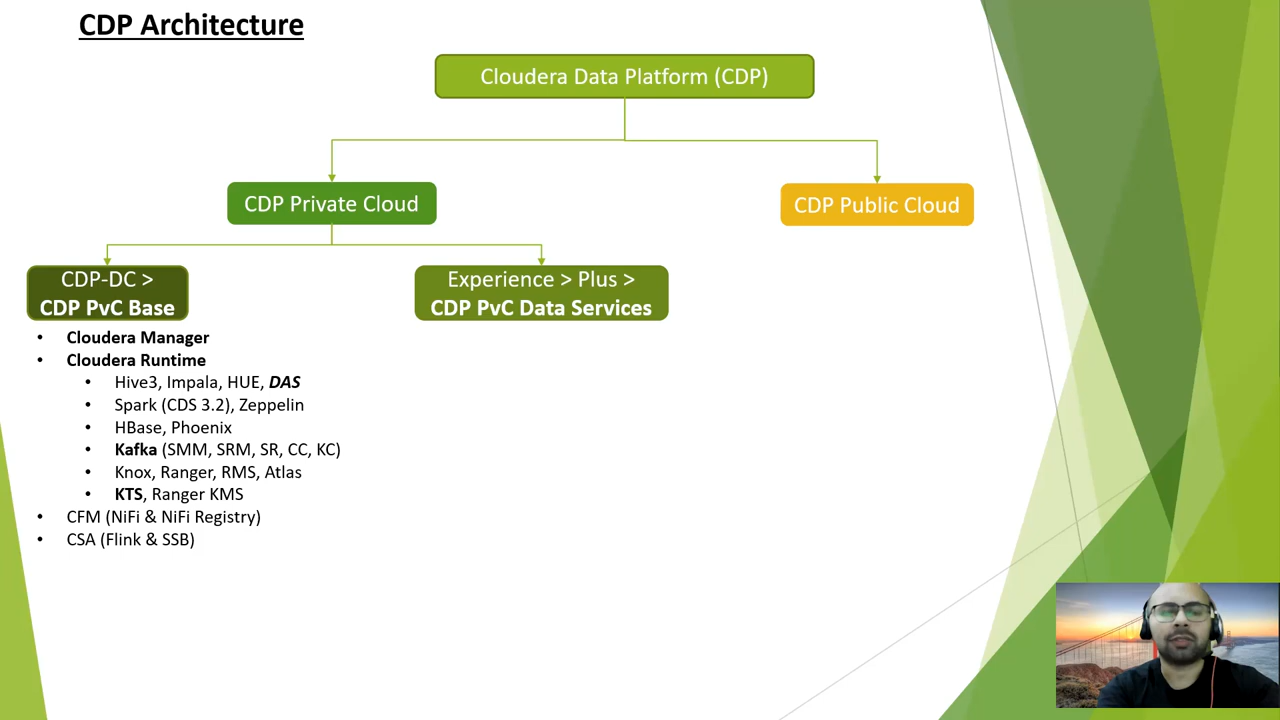 CDP Architecture
Cloudera Data Platform (CDP)
CDP Private Cloud
CDP Public Cloud
CDP-DC >
CDP PvC Base
Experience > Plus >
CDP PvC Data Services
• Cloudera Manager
• Cloudera Runtime
• Hive3, Impala, HUE, DAS
• Spark (CDS 3.2), Zeppelin
• HBase, Phoenix
• Kafka (SMM, SRM, SR, CC, KC)
• Knox, Ranger, RMS, Atlas
• KTS, Ranger KMS
• CFM (NiFi & NiFi Registry)
• CSA (Flink & SSB)